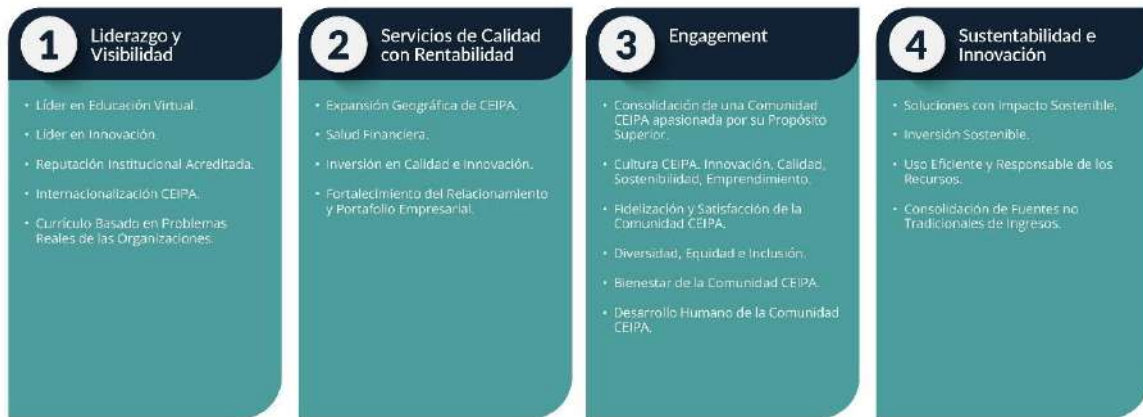 1
Liderazgo y
Visibilidad
• Líder en Educación Virtual.
• Líder en Innovación.
• Reputación Institucional Acreditada.
• Internacionalización CEIPA.
• Currículo Basado en Problemas
Reales de las Organizaciones.
2
Servicios de Calidad
con Rentabilidad
• Expansión Geográfica de CEIPA.
• Salud Financiera.
• Inversión en Calidad e Innovación.
• Fortalecimiento del Relacionamiento
y Portafolio Empresarial.
3
Engagement
• Consolidación de una Comunidad
CEIPA apasionada por su Propósito
Superior.
• Cultura CEIPA. Innovación, Calidad,
Sostenibilidad, Emprendimiento.
• Fidelización y Satisfacción de la
Comunidad CEIPA.
• Diversidad, Equidad e Inclusión.
• Bienestar de la Comunidad CEIPA.
• Desarrollo Humano de la Comunidad
CEIPA.
4
Sustentabilidad e
Innovación
• Soluciones con Impacto Sostenible.
• Inversión Sostenible.
• Uso Eficiente y Responsable de los
Recursos.
• Consolidación de Fuentes no
Tradicionales de Ingresos.